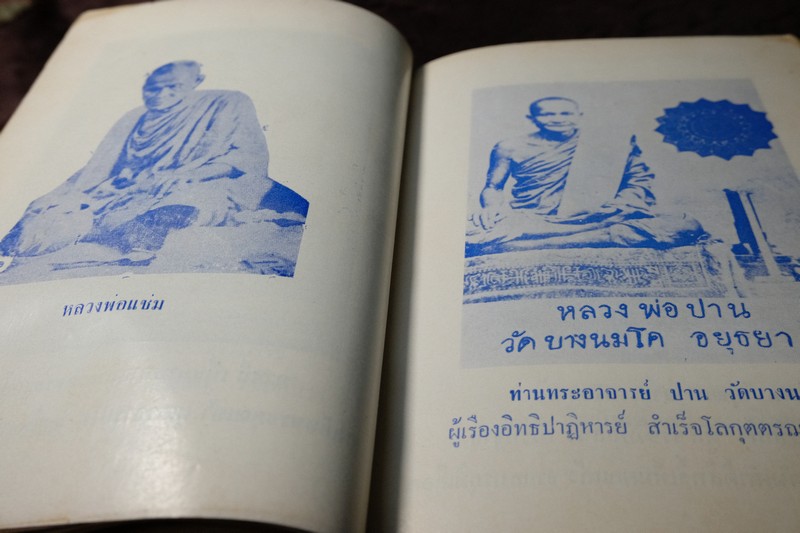 หลวงพ่อแช่ม
หลวง พ่อ ปาน
วัด บางนมโค อยุธยา
ท่านพระอาจารย์ ปาน วัดบางน
ผู้เรืองอิทธิปาฏิหารย์ สำเร็จโลกุตตรณ